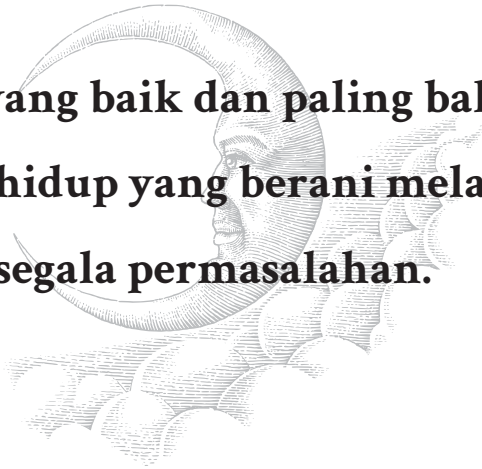 yang baik dan paling
hidup yang berani
segala permasalahan.